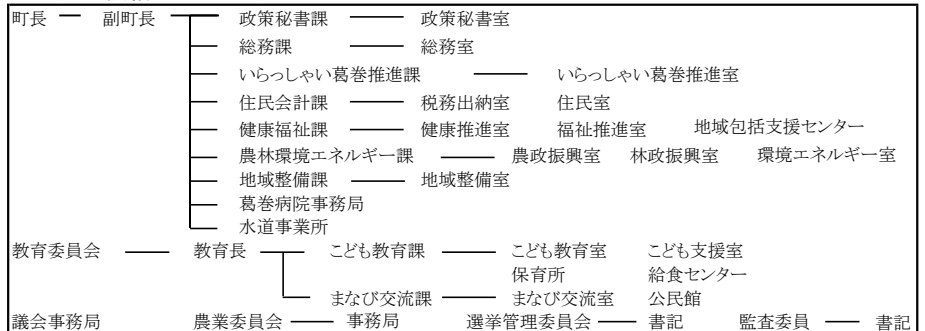 町長 副町長 政策秘書課 政策秘書室
総務課 総務室
いらっしゃい葛巻推進課 いらっしゃい葛巻推進室
住民会計課 税務出納室 住民室
健康福祉課 健康推進室 福祉推進室 地域包括支援センター
農林環境エネルギー課 農政振興室 林政振興室 環境エネルギー室
地域整備課 地域整備室
葛巻病院事務局
水道事業所
教育委員会 教育長 こども教育課 こども教育室 こども支援室
保育所 給食センター
まなび交流課 まなび交流室 公民館
議会事務局 農業委員会 事務局 選挙管理委員会 書記 監査委員 書記